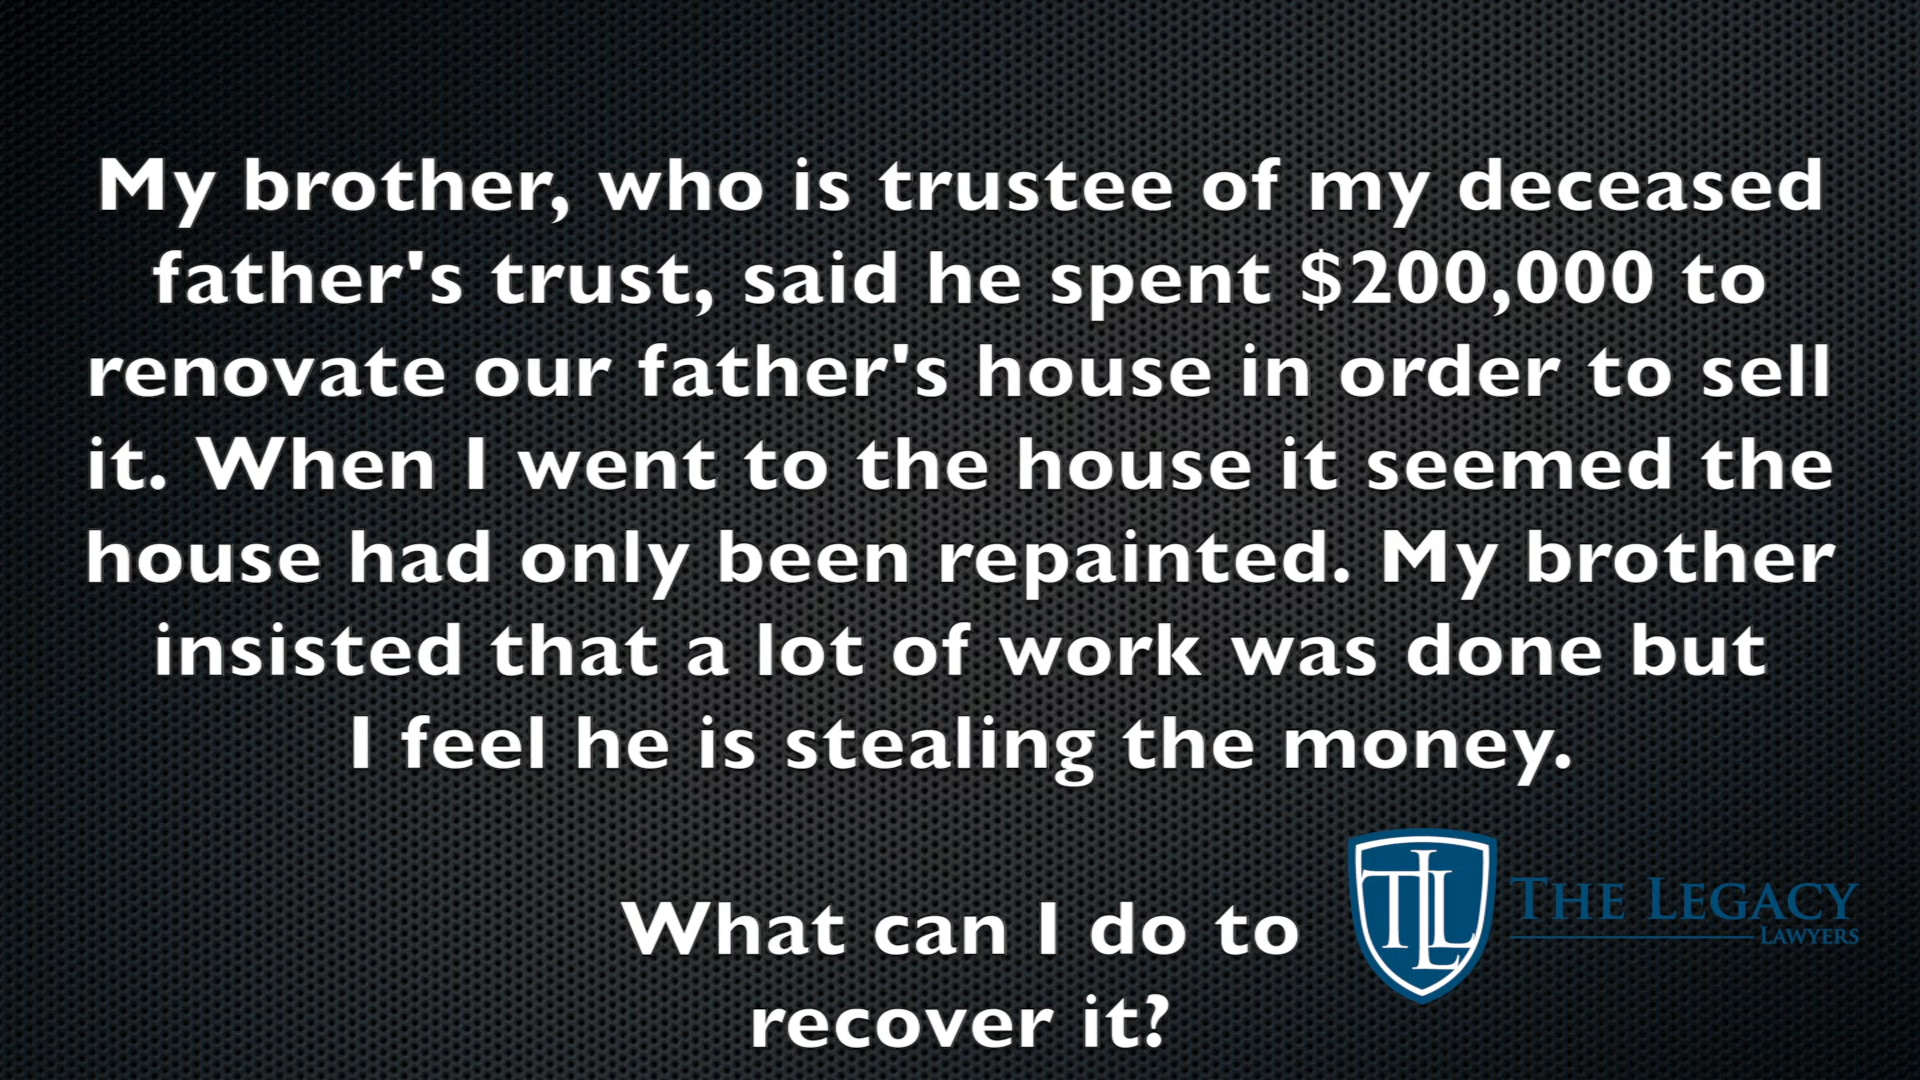 My brother, who is trustee of my deceased
father's trust, said he spent $200,000 to
renovate our father's house in order to sell
it. When I went to the house it seemed the
house had only been repainted. My brother
insisted that a lot of work was done but
I feel he is stealing the money.
What can I do to
recover it?
TLL
THE LEGACY
LAWYERS